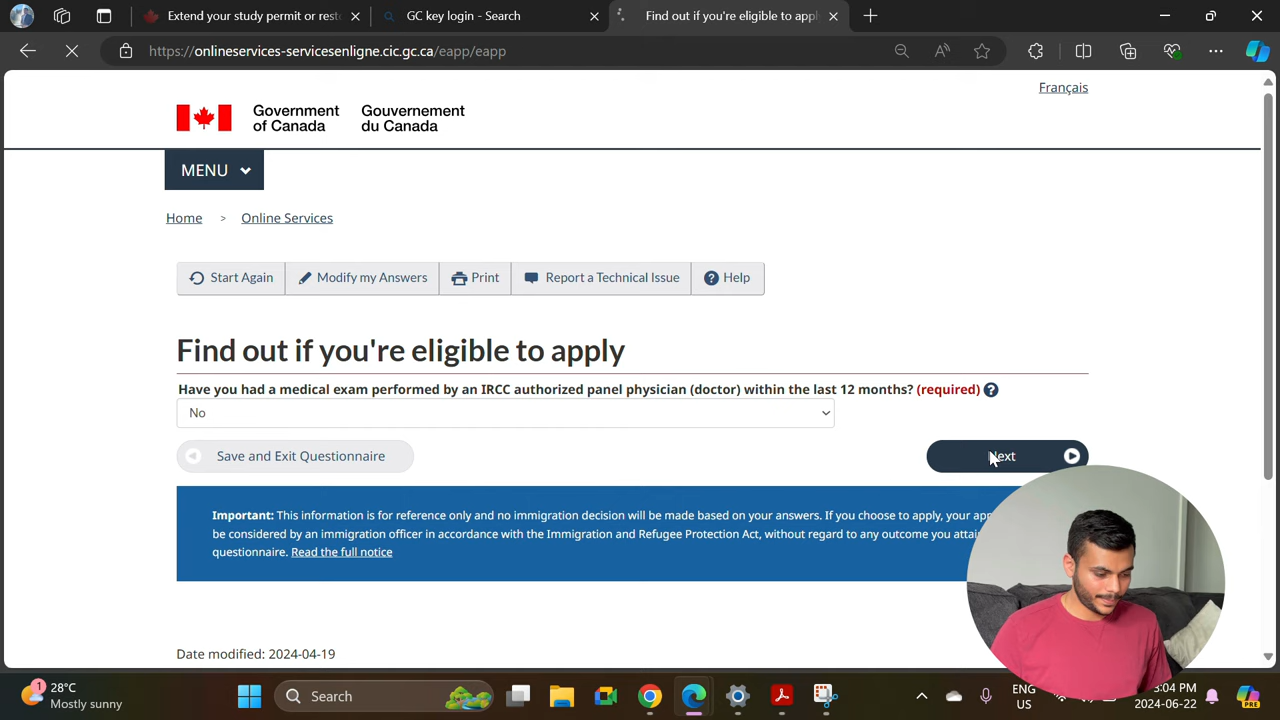 Extend your study permit or rest
GC key login - Search
Find out if you're eligible to appl
https://onlineservices-servicesenligne.cic.gc.ca/eapp/eapp
Français
Government of Canada
Gouvernement du Canada
MENU
Home > Online Services
Start Again
Modify my Answers
Print
Report a Technical Issue
Help
Find out if you're eligible to apply
Have you had a medical exam performed by an IRCC authorized panel physician (doctor) within the last 12 months? (required)
No
Save and Exit Questionnaire
Next
Important: This information is for reference only and no immigration decision will be made based on your answers. If you choose to apply, your
be considered by an immigration officer in accordance with the Immigration and Refugee Protection Act, without regard to any outcome you
questionnaire. Read the full notice
Date modified: 2024-04-19
1
28°C
Mostly sunny
Search
ENG
US
3:04 PM
2024-06-22
PRE